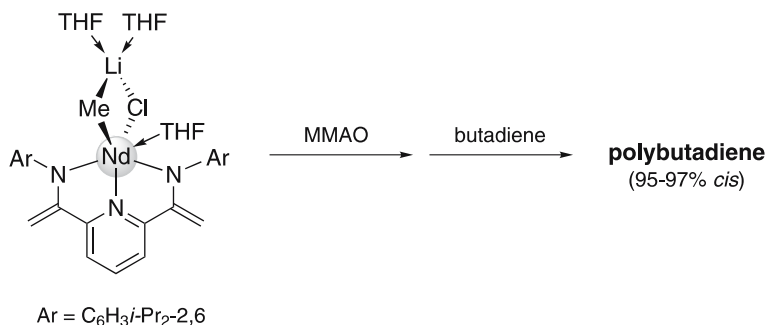 THF THF
Li
Me Cl
THF
Ar Nd Ar
N N
N
MMAO
butadiene
polybutadiene
(95-97% cis)
Ar = C₆H₃i-Pr₂-2,6